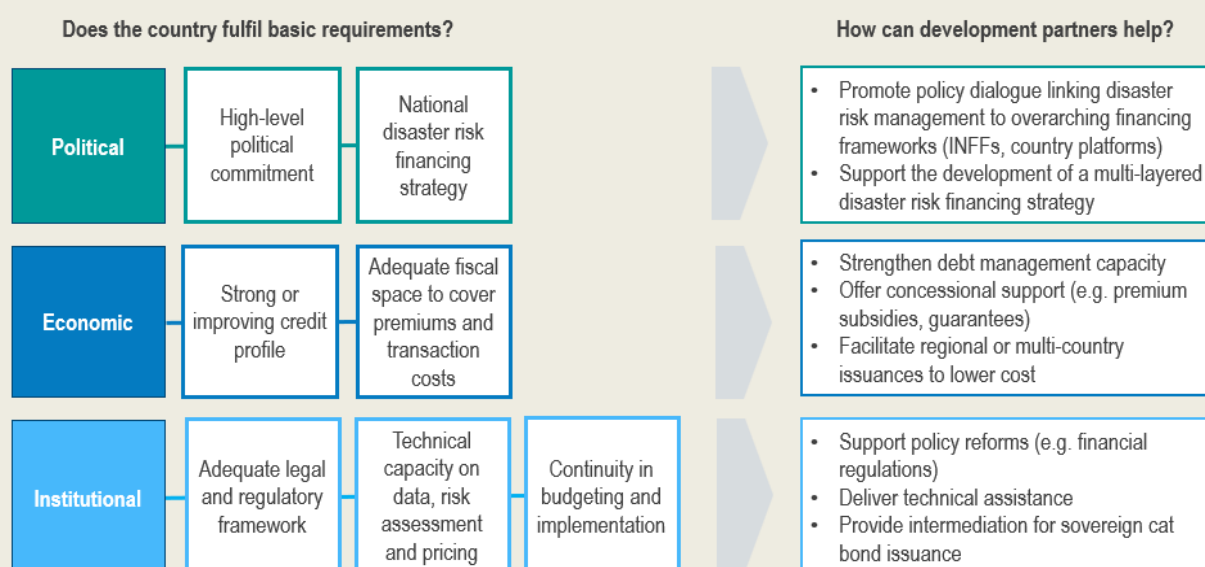 Does the country fulfil basic requirements?
How can development partners help?
Political
High-level
political
commitment
National
disaster risk
financing
strategy
• Promote policy dialogue linking disaster
risk management to overarching financing
frameworks (INFFs, country platforms)
• Support the development of a multi-layered
disaster risk financing strategy
Economic
Strong or
improving credit
profile
Adequate fiscal
space to cover
premiums and
transaction
costs
• Strengthen debt management capacity
• Offer concessional support (e.g. premium
subsidies, guarantees)
• Facilitate regional or multi-country
issuances to lower cost
Institutional
Adequate legal
and regulatory
framework
Technical
capacity on
data, risk
assessment
and pricing
Continuity in
budgeting and
implementation
• Support policy reforms (e.g. financial
regulations)
• Deliver technical assistance
• Provide intermediation for sovereign cat
bond issuance